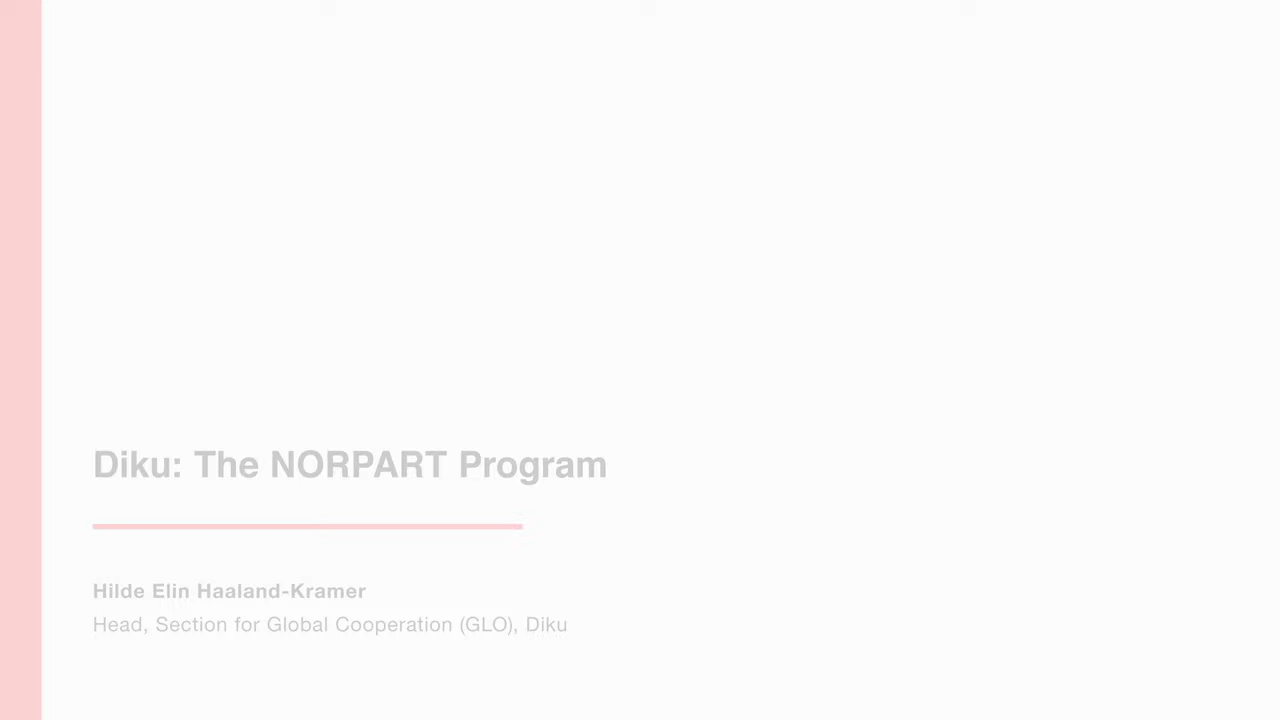 Diku: The NORPART Program
Hilde Elin Haaland-Kramer
Head, Section for Global Cooperation (GLO), Diku